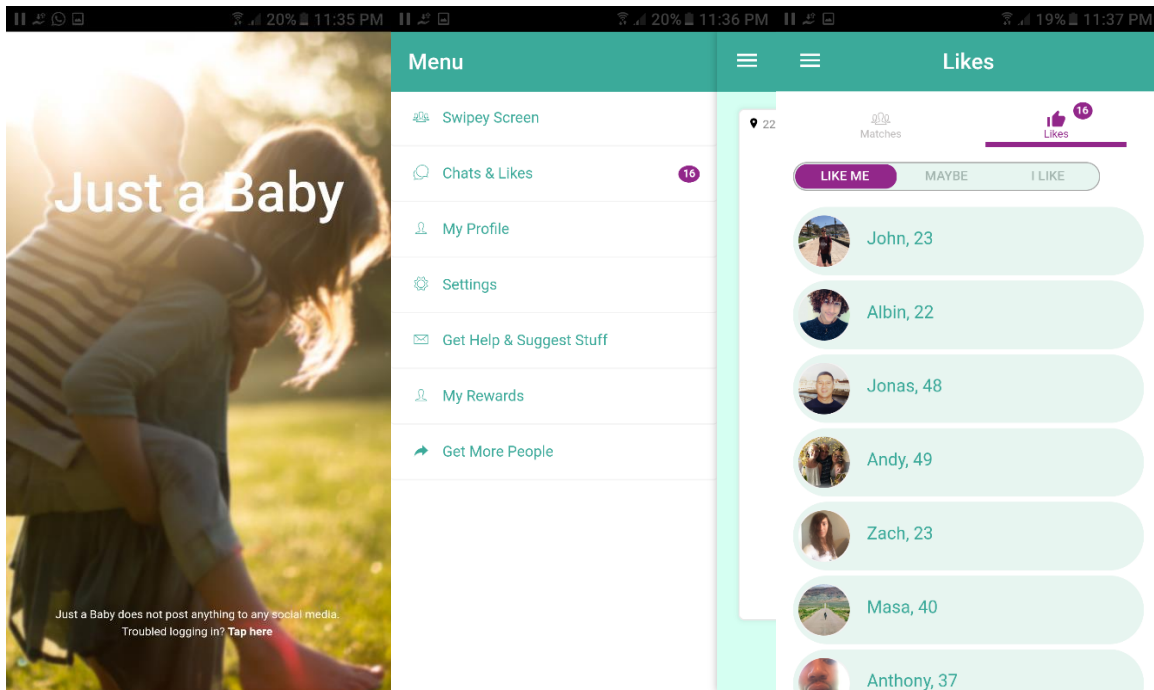 20% 11:35 PM
Just a Baby
Just a Baby does not post anything to any social media.
Troubled logging in? Tap here
20% 11:36 PM
Menu
Swipey Screen
Chats & Likes 16
My Profile
Settings
Get Help & Suggest Stuff
My Rewards
Get More People
22
19% 11:37 PM
Likes
Matches
16
Likes
LIKE ME MAYBE I LIKE
John, 23
Albin, 22
Jonas, 48
Andy, 49
Zach, 23
Masa, 40
Anthony, 37